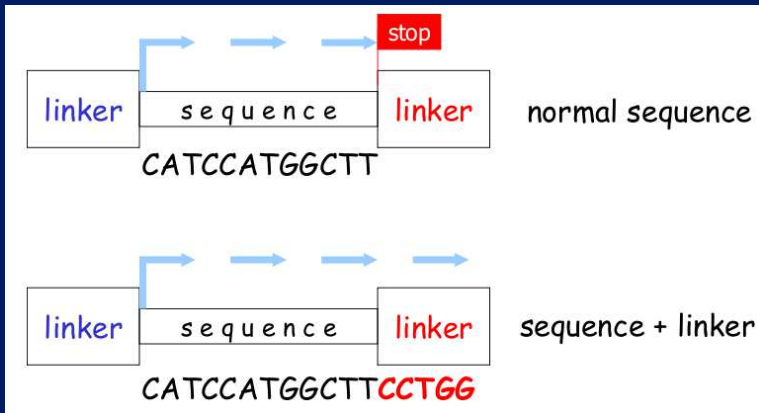 stop
linker sequence linker normal sequence
CATCCATGGCTT
linker sequence linker sequence + linker
CATCCATGGCTTCCTGG